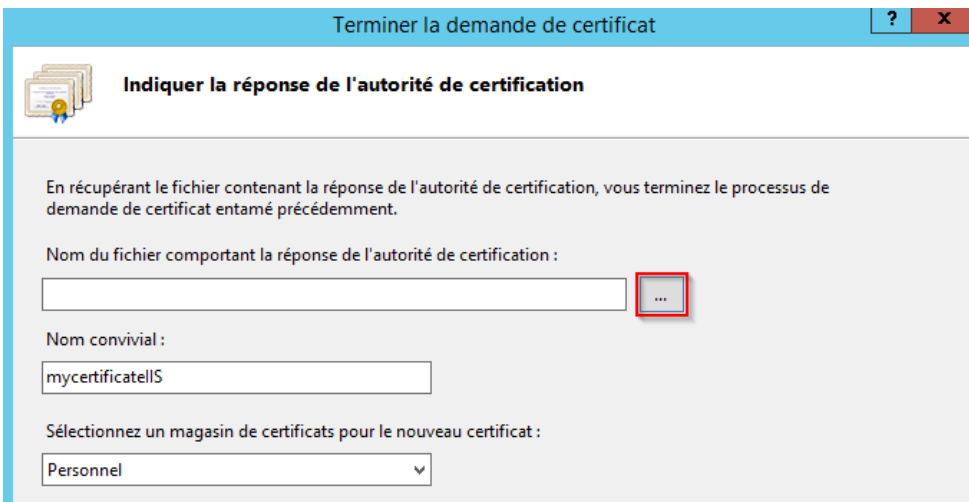 Terminer la demande de certificat
? x
Indiquer la réponse de l'autorité de certification
En récupérant le fichier contenant la réponse de l'autorité de certification, vous terminez le processus de
demande de certificat entamé précédemment.
Nom du fichier comportant la réponse de l'autorité de certification :
...
Nom convivial :
mycertificateIIS
Sélectionnez un magasin de certificats pour le nouveau certificat :
Personnel